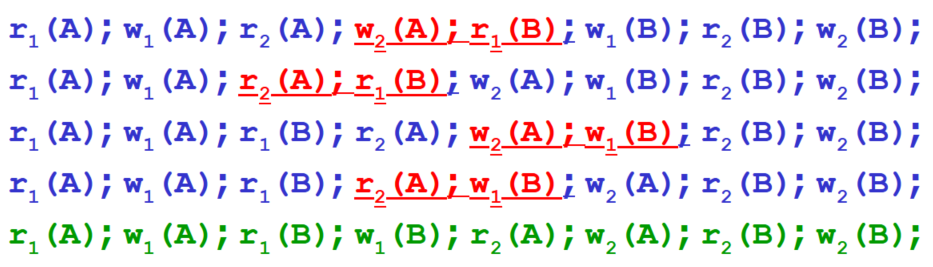 r₁(A); w₁(A); r₂(A); w₂(A); r₁(B); w₁(B); r₂(B); w₂(B);
r₁(A); w₁(A); r₂(A); r₁(B); w₂(A); w₁(B); r₂(B); w₂(B);
r₁(A); w₁(A); r₁(B); r₂(A); w₂(A); w₁(B); r₂(B); w₂(B);
r₁(A); w₁(A); r₁(B); r₂(A); w₁(B); w₂(A); r₂(B); w₂(B);
r₁(A); w₁(A); r₁(B); w₁(B); r₂(A); w₂(A); r₂(B); w₂(B);